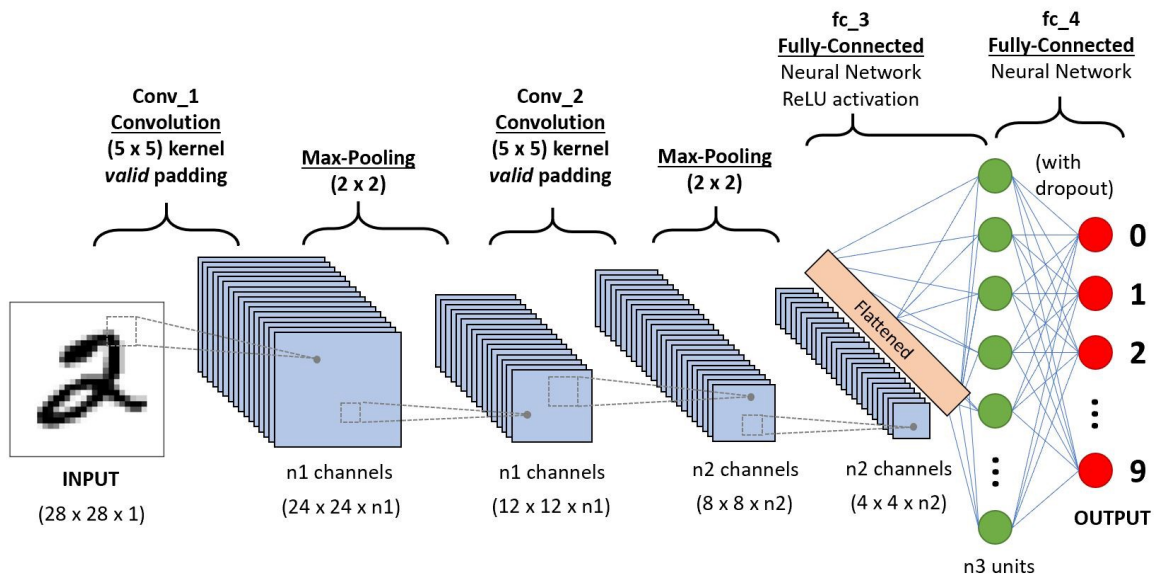 Conv_1
Convolution
(5 x 5) kernel
valid padding
Max-Pooling
(2 x 2)
Conv_2
Convolution
(5 x 5) kernel
valid padding
Max-Pooling
(2 x 2)
fc_3
Fully-Connected
Neural Network
ReLU activation
fc_4
Fully-Connected
Neural Network
(with
dropout)
Flattened
0
1
2
9
OUTPUT
2
INPUT
(28 x 28 x 1)
n1 channels
(24 x 24 x n1)
n1 channels
(12 x 12 x n1)
n2 channels
(8 x 8 x n2)
n2 channels
(4 x 4 x n2)
n3 units